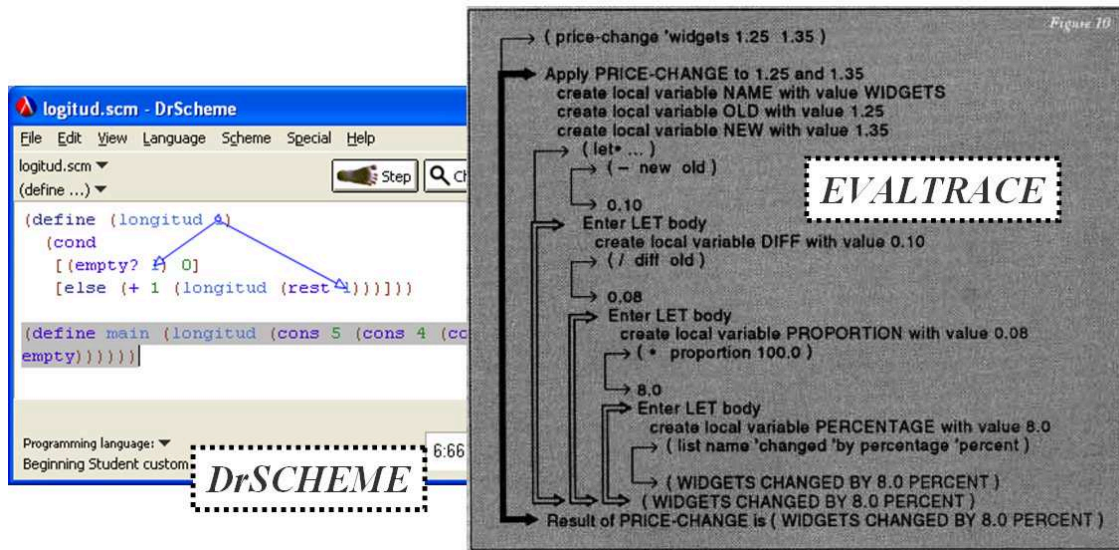 logitud.scm - DrScheme
File Edit View Language Scheme Special Help
logitud.scm
(define ...)
Step
(define (longitud
(cond
[(empty? ) 0]
[else (+ 1 (longitud (rest )))]))
(define main (longitud (cons 5 (cons 4 (co
empty))))))
Programming language:
Beginning Student custom
6:66
DrSCHEME
Figure 10
( price-change 'widgets 1.25 1.35 )
Apply PRICE-CHANGE to 1.25 and 1.35
create local variable NAME with value WIDGETS
create local variable OLD with value 1.25
create local variable NEW with value 1.35
( let* ... )
( – new old )
0.10
Enter LET body
create local variable DIFF with value 0.10
( / diff old )
0.08
Enter LET body
create local variable PROPORTION with value 0.08
( * proportion 100.0 )
8.0
Enter LET body
create local variable PERCENTAGE with value 8.0
( list name 'changed 'by percentage 'percent )
( WIDGETS CHANGED BY 8.0 PERCENT )
( WIDGETS CHANGED BY 8.0 PERCENT )
Result of PRICE-CHANGE is ( WIDGETS CHANGED BY 8.0 PERCENT )
EVALTRACE